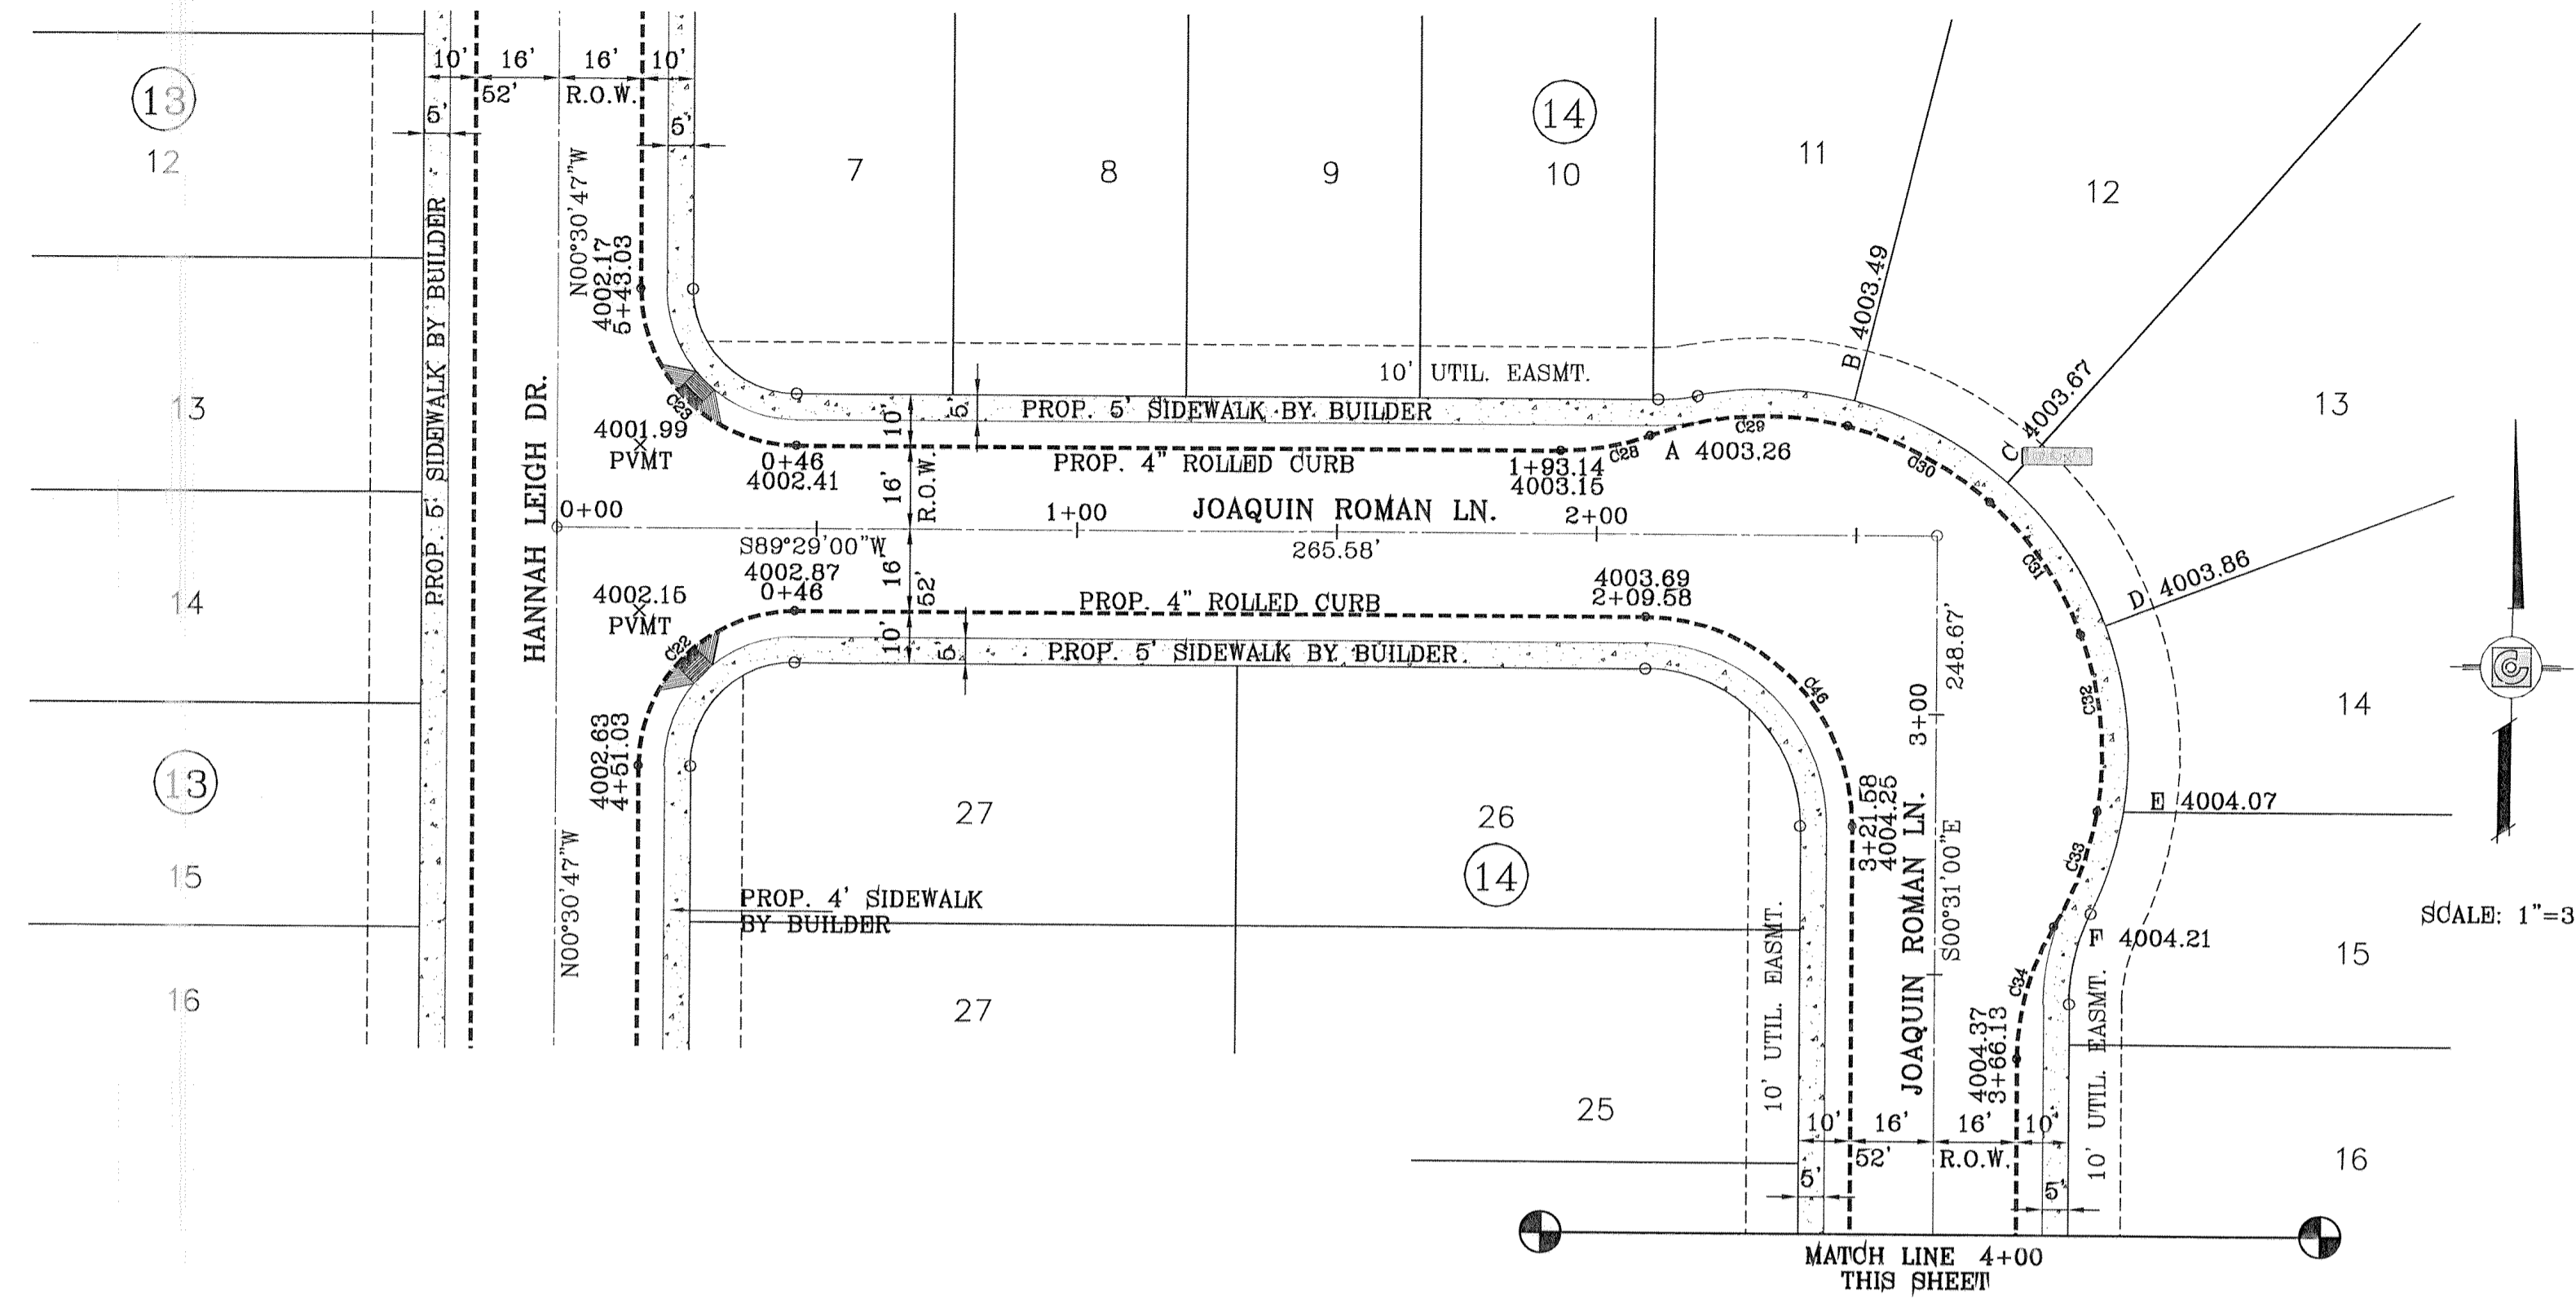 10'
16'
16'
10'
52'
R.O.W.
5'
5'
13
12
13
14
13
15
16
PROP. 5' SIDEWALK BY BUILDER
HANNAH LEIGH DR.
N00°30'47"W
4002.17
5+43.03
C23
4001.99
PVMT
0+46
4002.41
7
8
9
14
10
11
12
13
14
15
16
10' UTIL. EASMT.
PROP. 5' SIDEWALK BY BUILDER
5'
10'
16'
R.O.W.
PROP. 4" ROLLED CURB
1+93.14
4003.15
C28
A 4003.26
C29
B 4003.49
C30
C 4003.67
C31
D 4003.86
C32
E 4004.07
C33
F 4004.21
C34
0+00
1+00
JOAQUIN ROMAN LN.
2+00
S89°29'00"W
265.58'
4002.87
0+46
16'
52'
10'
5'
4002.15
PVMT
C22
PROP. 4" ROLLED CURB
4003.69
2+09.58
PROP. 5' SIDEWALK BY BUILDER
C46
4002.63
4+51.03
N00°30'47"W
27
26
14
PROP. 4' SIDEWALK
BY BUILDER
27
25
10' UTIL. EASMT.
3+21.58
4004.25
JOAQUIN ROMAN LN.
3+00
248.67'
S00°31'00"E
4004.37
3+66.13
10' UTIL. EASMT.
10'
16'
16'
10'
52'
R.O.W.
5'
5'
SCALE: 1"=3
MATCH LINE 4+00
THIS SHEET